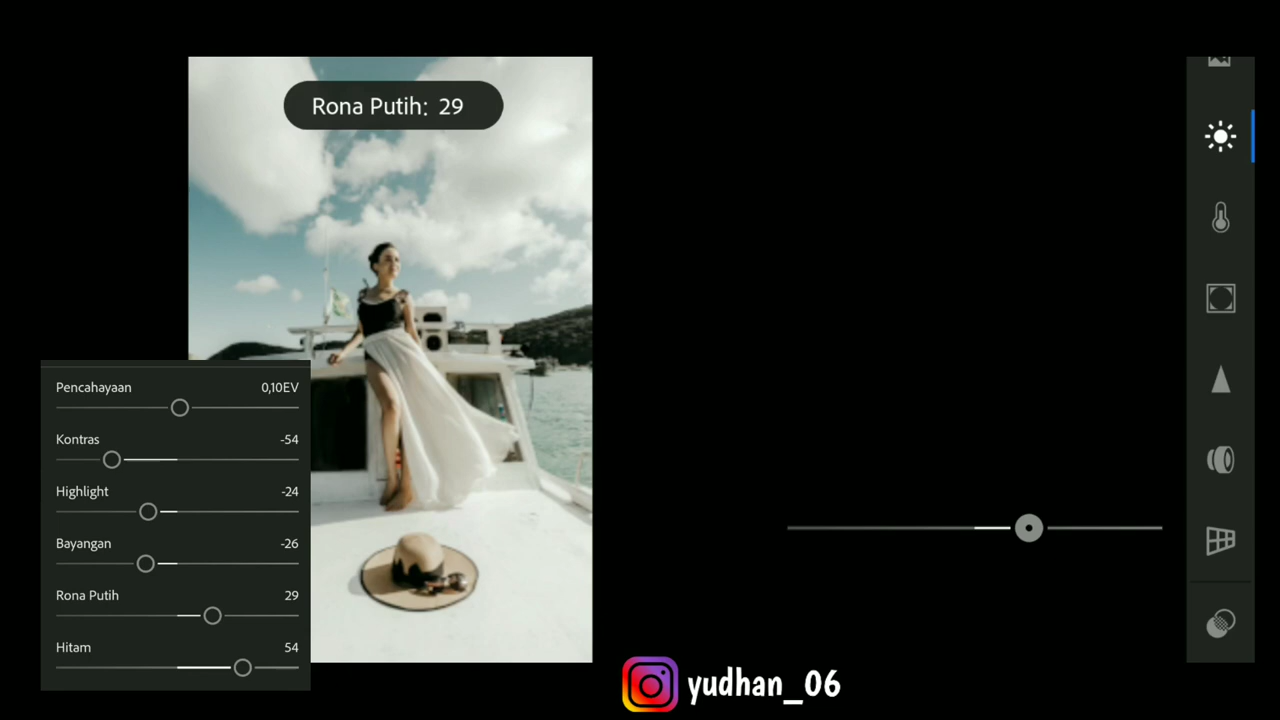 Rona Putih: 29
Pencahayaan 0,10EV
Kontras -54
Highlight -24
Bayangan -26
Rona Putih 29
Hitam 54
yudhan_06